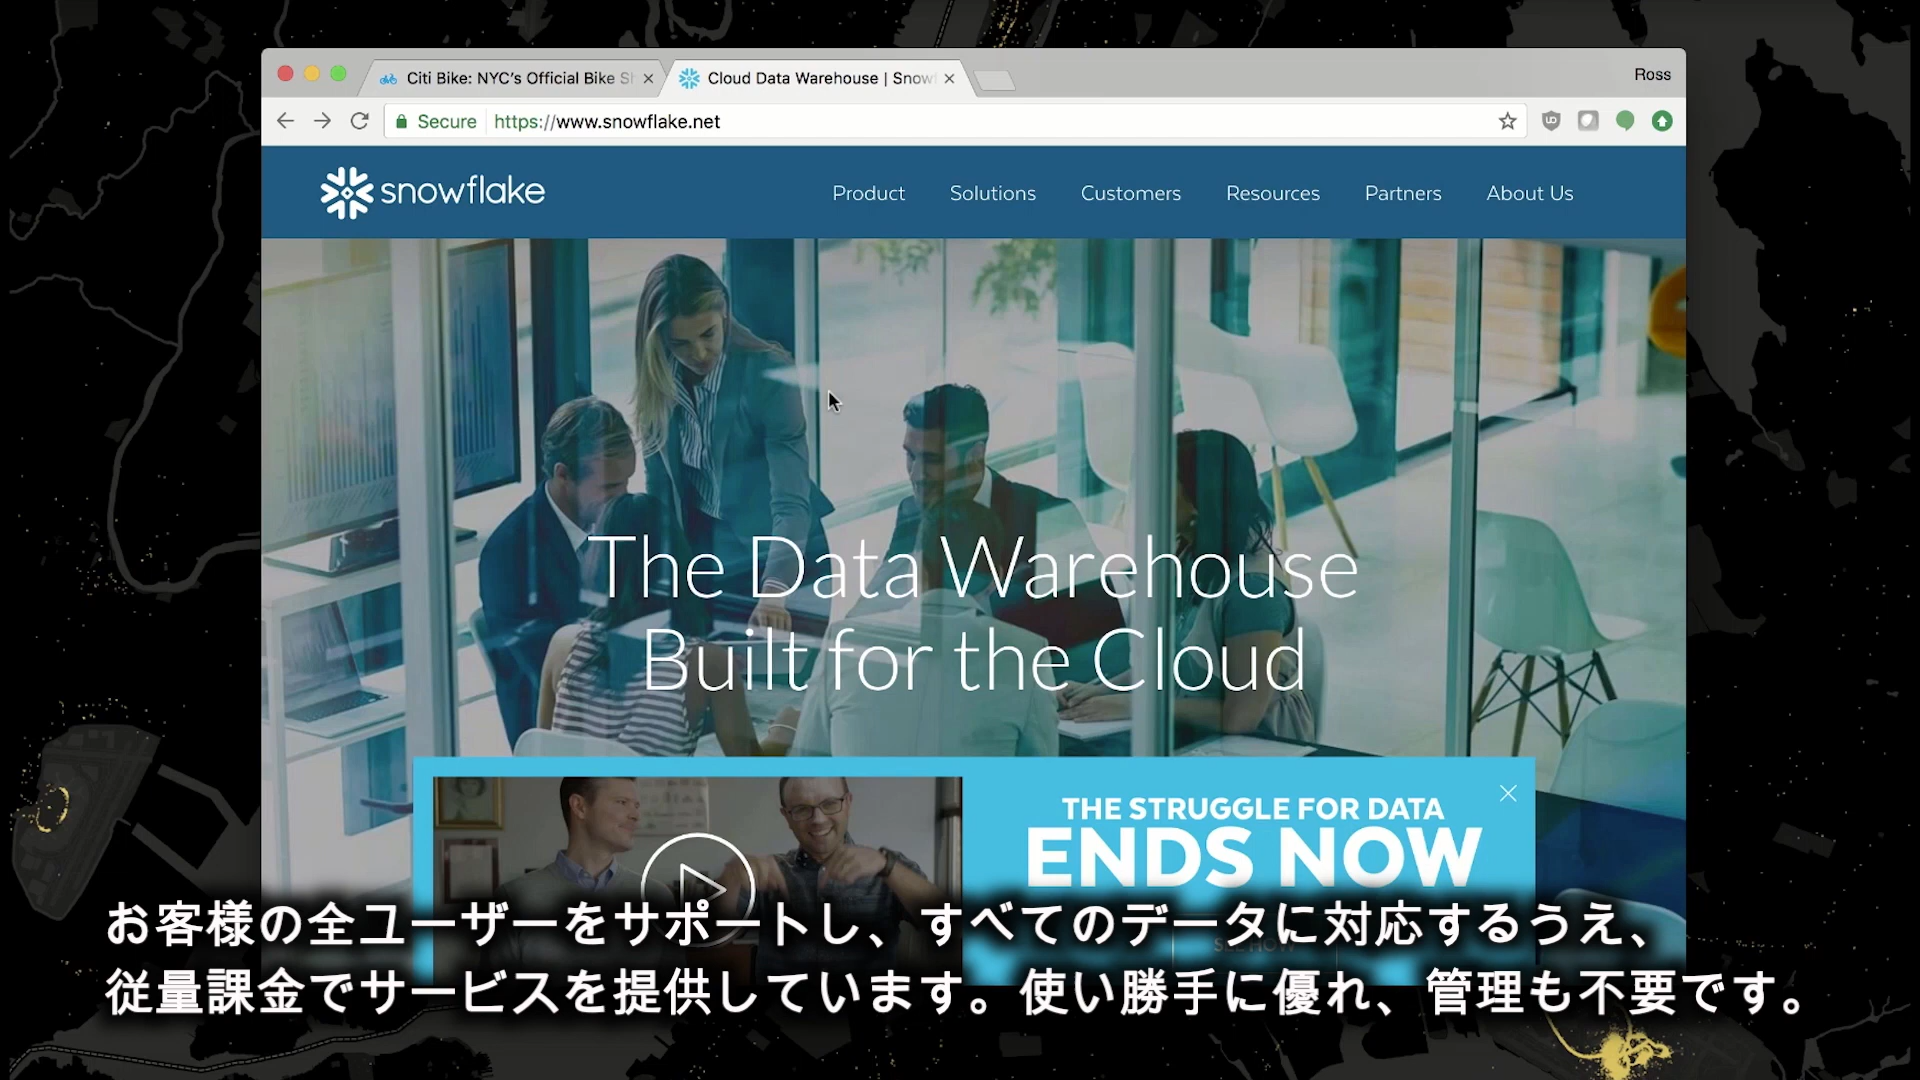 Citi Bike: NYC's Official Bike Sh
Cloud Data Warehouse | Snowf
Ross
Secure
https://www.snowflake.net
snowflake
Product
Solutions
Customers
Resources
Partners
About Us
The Data Warehouse
Built for the Cloud
THE STRUGGLE FOR DATA
ENDS NOW
お客様の全ユーザーをサポートし、すべてのデータに対応するうえ、
従量課金でサービスを提供しています。使い勝手に優れ、管理も不要です。